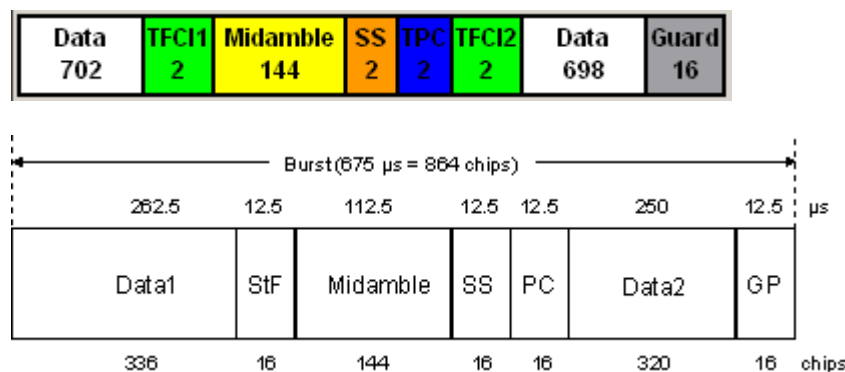 Data TFCI1 Midamble SS TPC TFCI2 Data Guard
702 2 144 2 2 2 698 16
Burst(675 µs = 864 chips)
262.5 12.5 112.5 12.5 12.5 250 12.5 µs
Data1 StF Midamble SS PC Data2 GP
336 16 144 16 16 320 16 chips